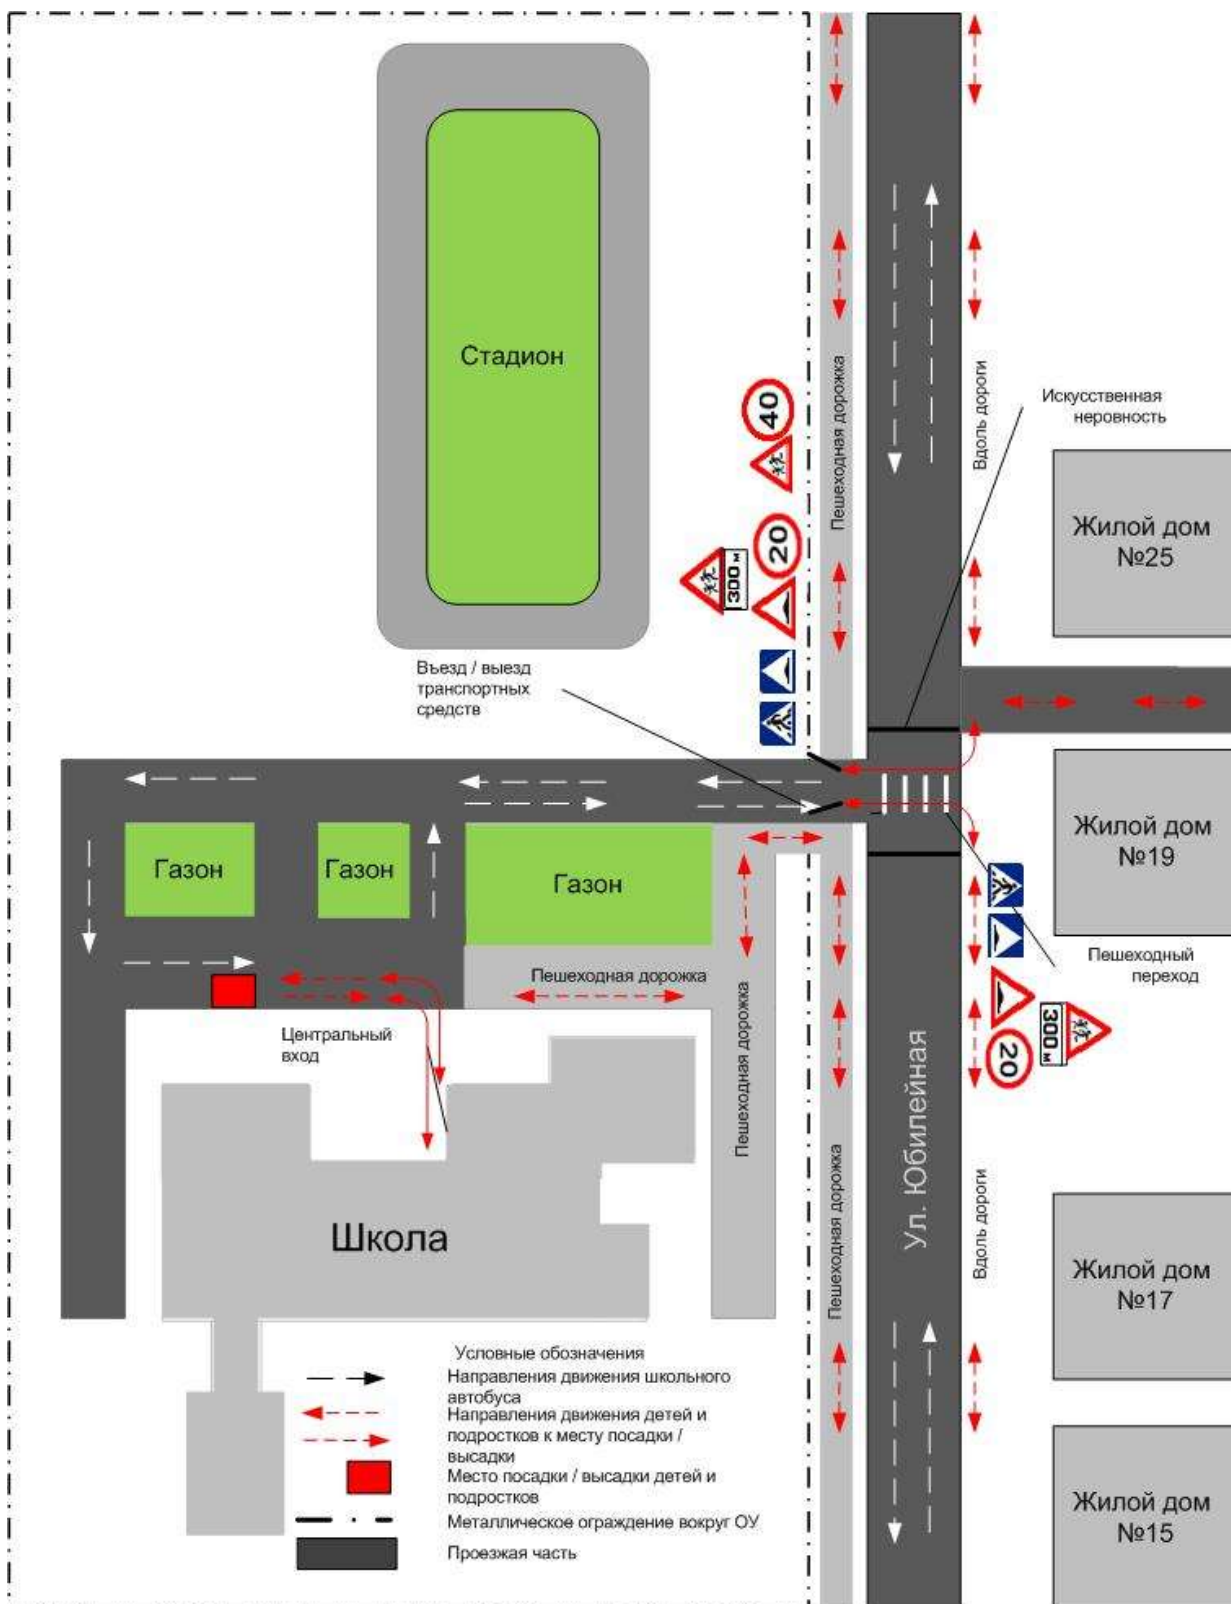 Стадион
40
20
300 м
Пешеходная дорожка
Вдоль дороги
Искусственная
неровность
Жилой дом
№25
Въезд / выезд
транспортных
средств
Газон
Газон
Газон
Жилой дом
№19
Пешеходный
переход
Пешеходная дорожка
Центральный
вход
Пешеходная дорожка
20
300 м
Ул. Юбилейная
Пешеходная дорожка
Вдоль дороги
Школа
Жилой дом
№17
Жилой дом
№15
Условные обозначения
Направления движения школьного
автобуса
Направления движения детей и
подростков к месту посадки /
высадки
Место посадки / высадки детей и
подростков
Металлическое ограждение вокруг ОУ
Проезжая часть